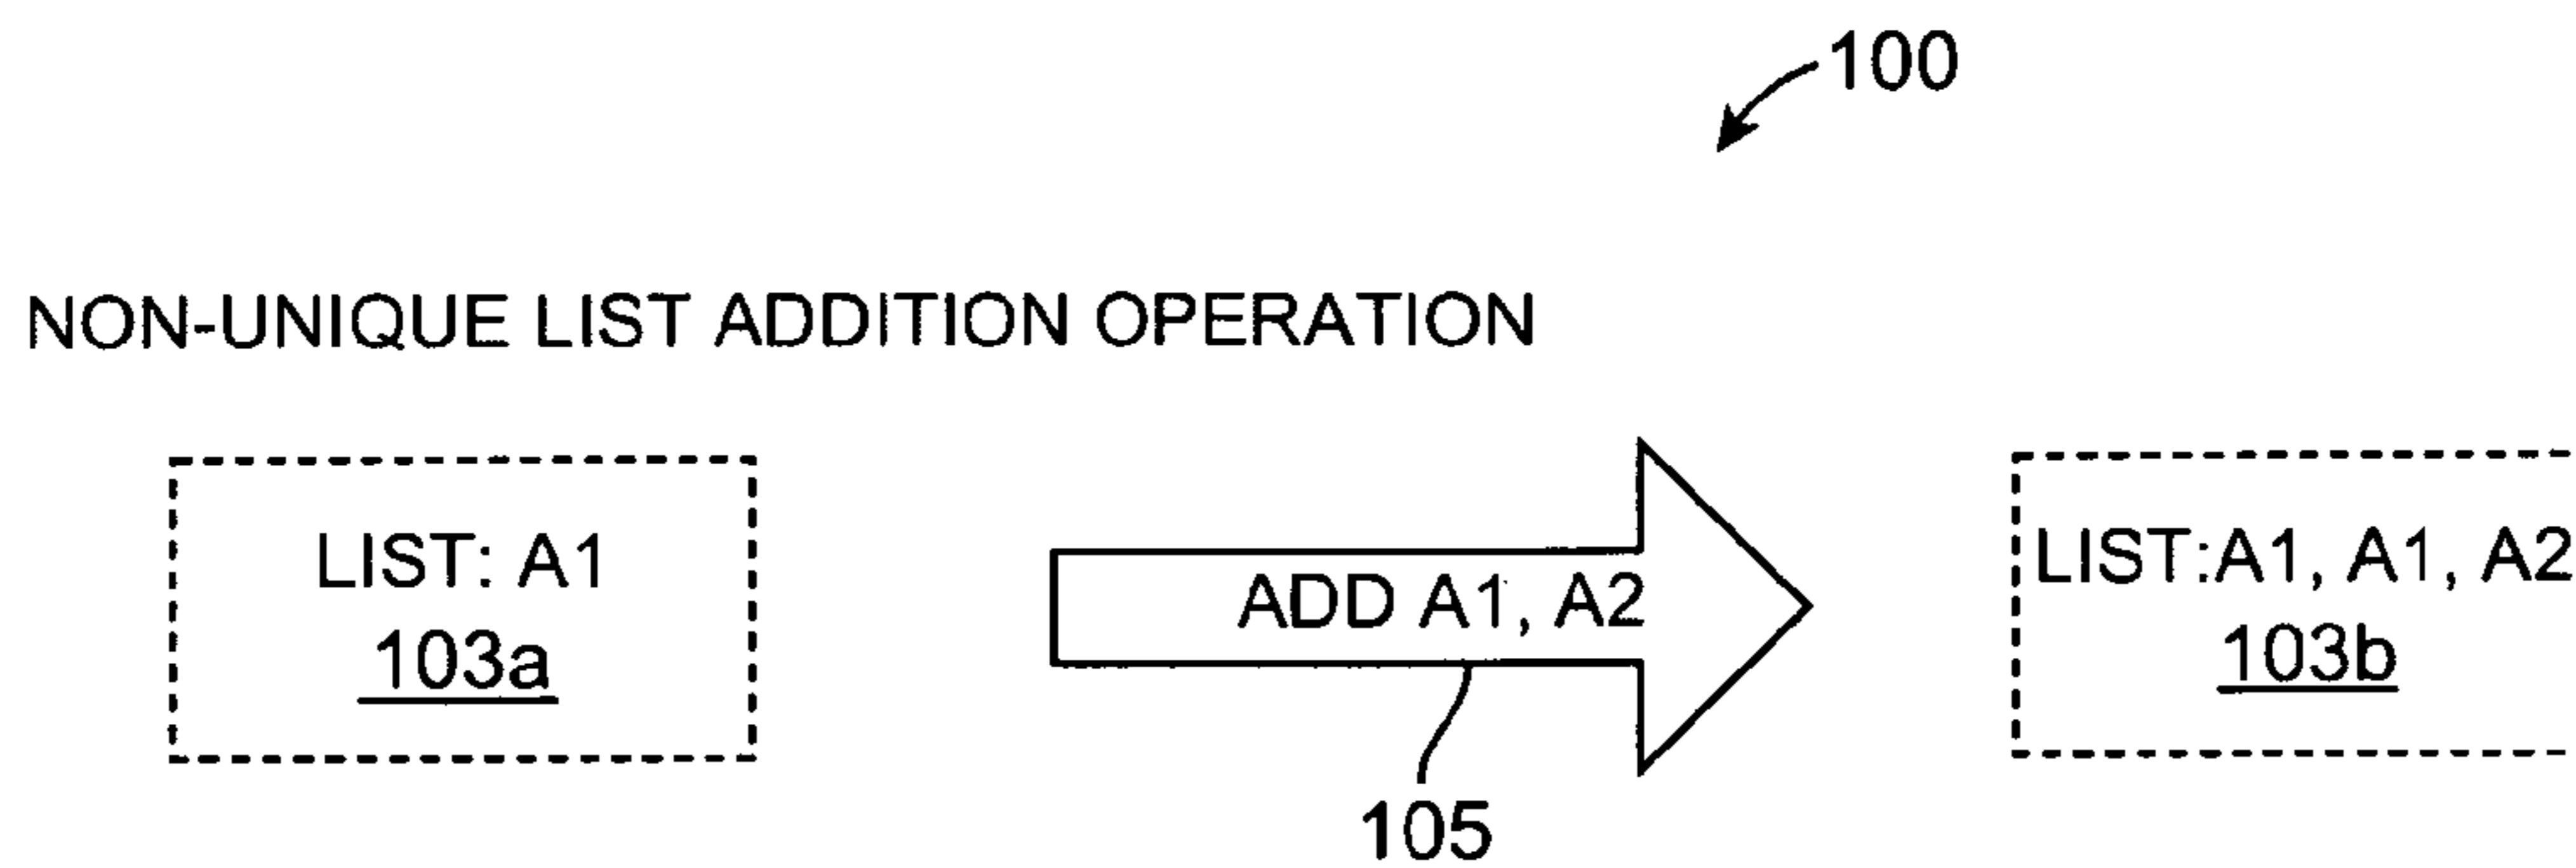 100
NON-UNIQUE LIST ADDITION OPERATION
LIST: A1
103a
ADD A1, A2
105
LIST:A1, A1, A2
103b